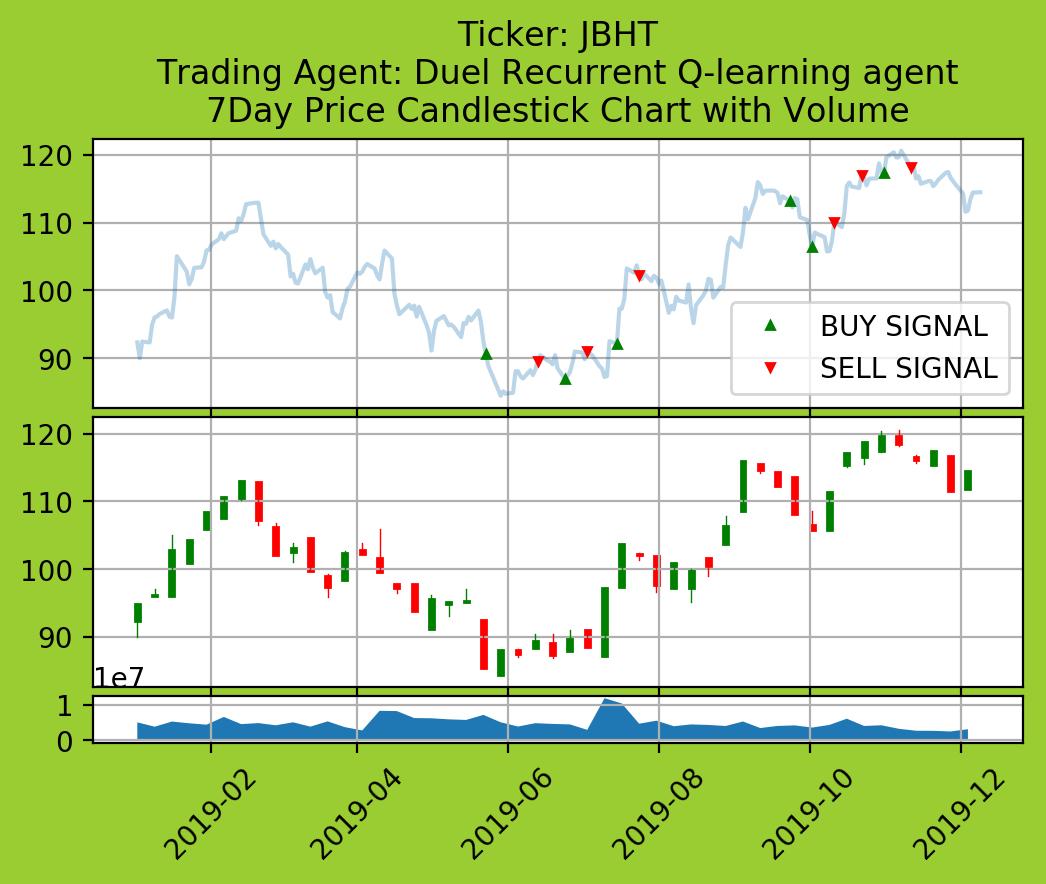 Ticker: JBHT
Trading Agent: Duel Recurrent Q-learning agent
7Day Price Candlestick Chart with Volume
120
110
100
90
BUY SIGNAL
SELL SIGNAL
120
110
100
90
1e7
1
0
2019-02
2019-04
2019-06
2019-08
2019-10
2019-12